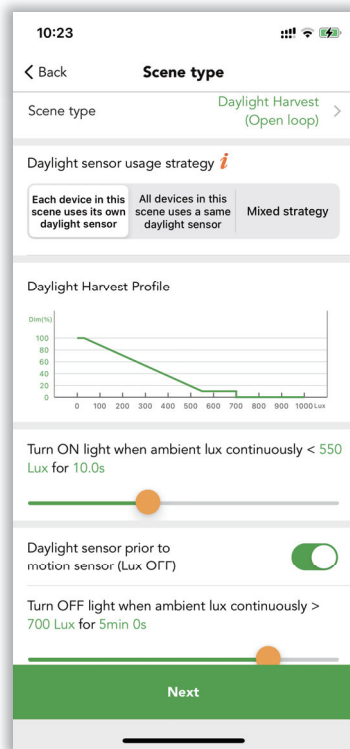 10:23
Back
Scene type
Scene type
Daylight Harvest
(Open loop)
Daylight sensor usage strategy i
Each device in this
scene uses its own
daylight sensor
All devices in this
scene uses a same
daylight sensor
Mixed strategy
Daylight Harvest Profile
Dim(%)
100
80
60
40
20
0
0 100 200 300 400 500 600 700 800 900 1000 Lux
Turn ON light when ambient lux continuously < 550
Lux for 10.0s
Daylight sensor prior to
motion sensor (Lux OFF)
Turn OFF light when ambient lux continuously >
700 Lux for 5min 0s
Next